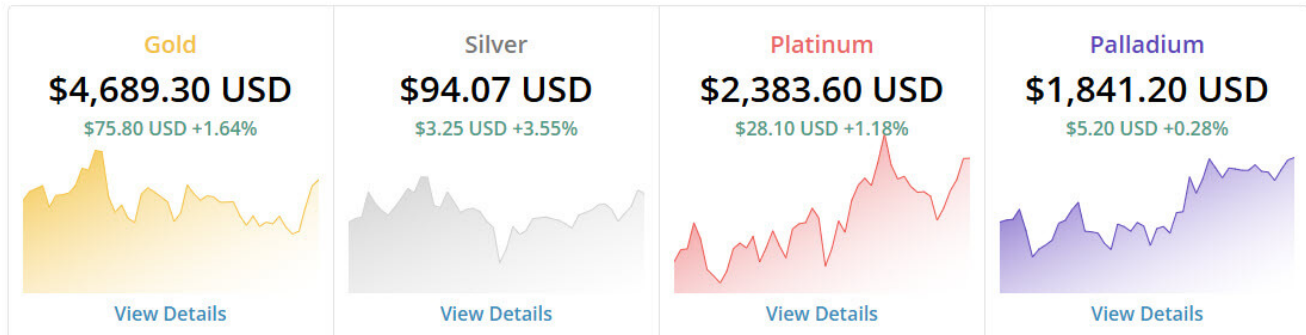 Gold
$4,689.30 USD
$75.80 USD +1.64%
View Details
Silver
$94.07 USD
$3.25 USD +3.55%
View Details
Platinum
$2,383.60 USD
$28.10 USD +1.18%
View Details
Palladium
$1,841.20 USD
$5.20 USD +0.28%
View Details